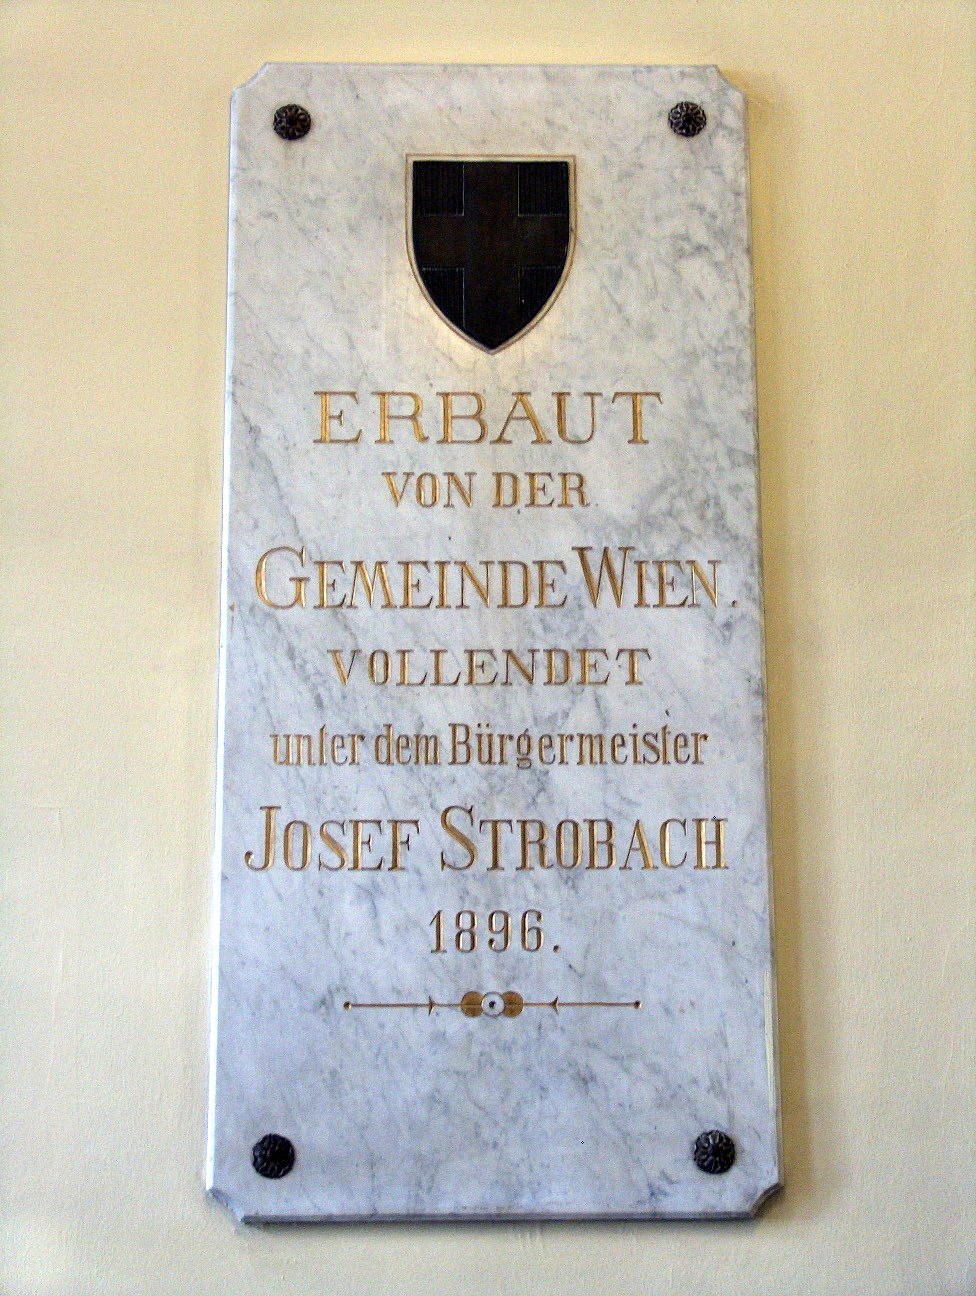 ERBAUT
VON DER
GEMEINDE WIEN.
VOLLENDET
unter dem Bürgermeister
JOSEF STROBACH
1896.